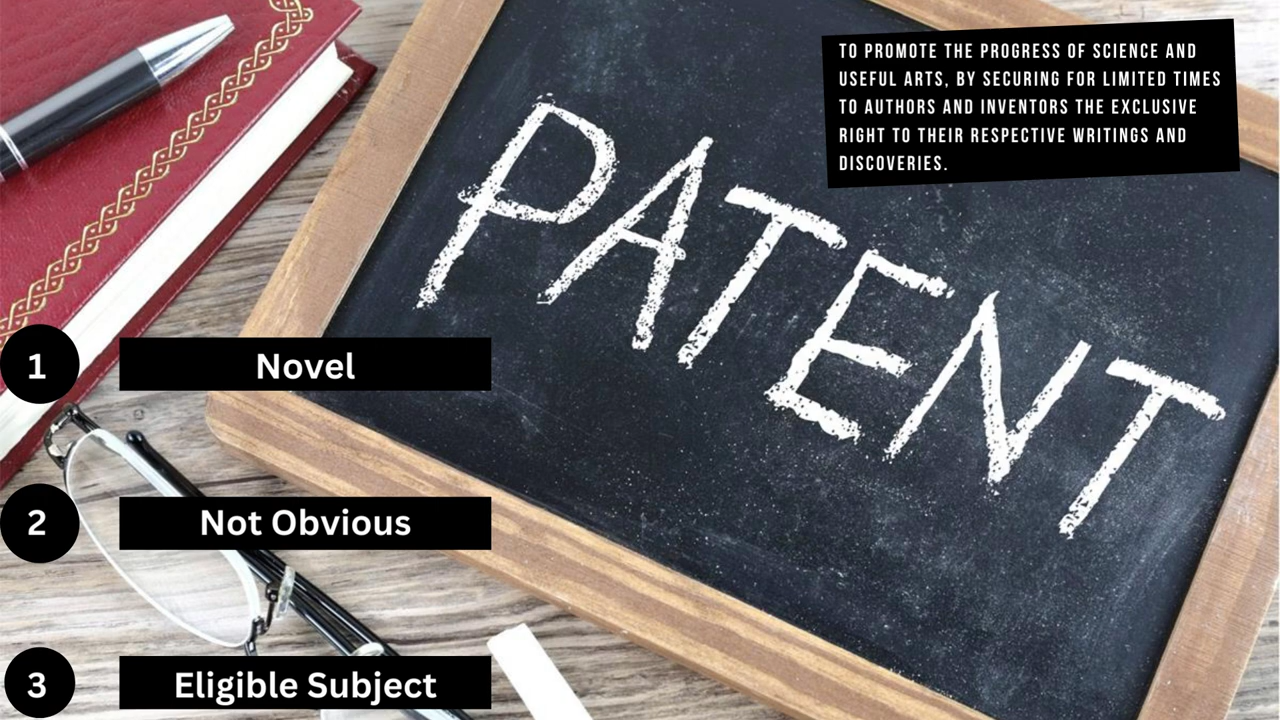 TO PROMOTE THE PROGRESS OF SCIENCE AND
USEFUL ARTS, BY SECURING FOR LIMITED TIMES
TO AUTHORS AND INVENTORS THE EXCLUSIVE
RIGHT TO THEIR RESPECTIVE WRITINGS AND
DISCOVERIES.
PATENT
1 Novel
2 Not Obvious
3 Eligible Subject